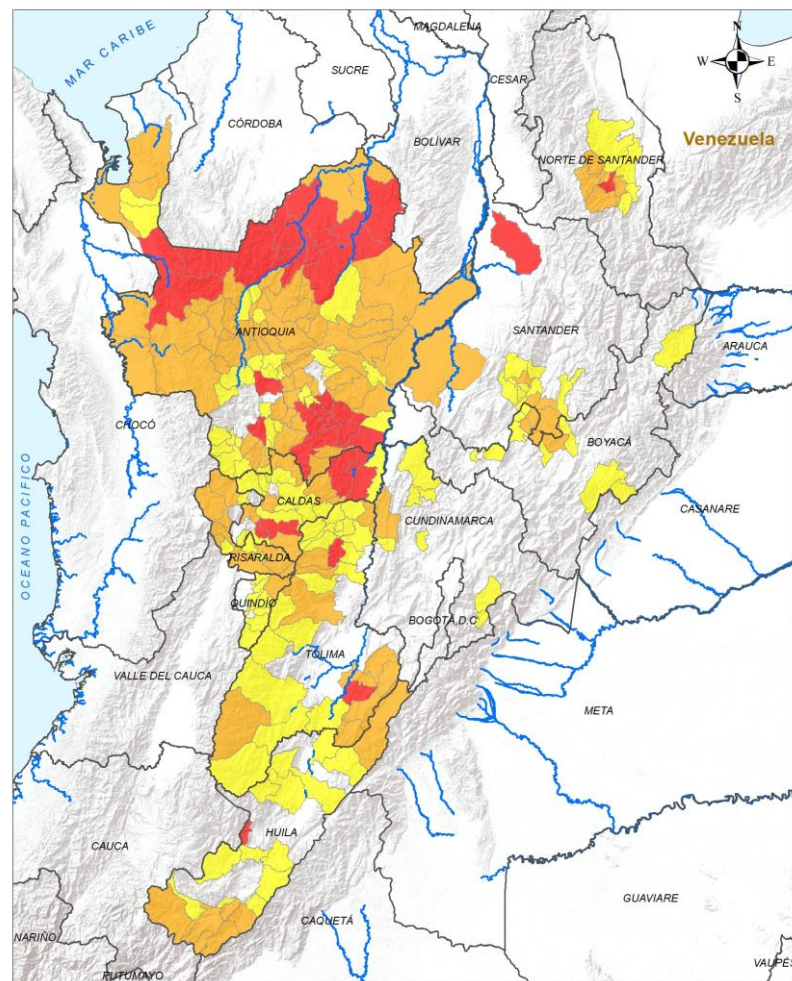 MAGDALENA
N
MAR CARIBE
SUCRE
W
E
CESAR
S
CÓRDOBA
BOLÍVAR
Venezuela
NORTE DE SANTANDER
SANTANDER
ANTIOQUIA
ARAUCA
CHOCÓ
BOYACÁ
OCEANO PACIFICO
CALDAS
CASANARE
CUNDINAMARCA
RISARALDA
QUINDÍO
BOGOTÁ D.C
TOLIMA
VALLE DEL CAUCA
META
HUILA
CAUCA
GUAVIARE
CAQUETÁ
NARIÑO
PUTUMAYO
VAUPÉS